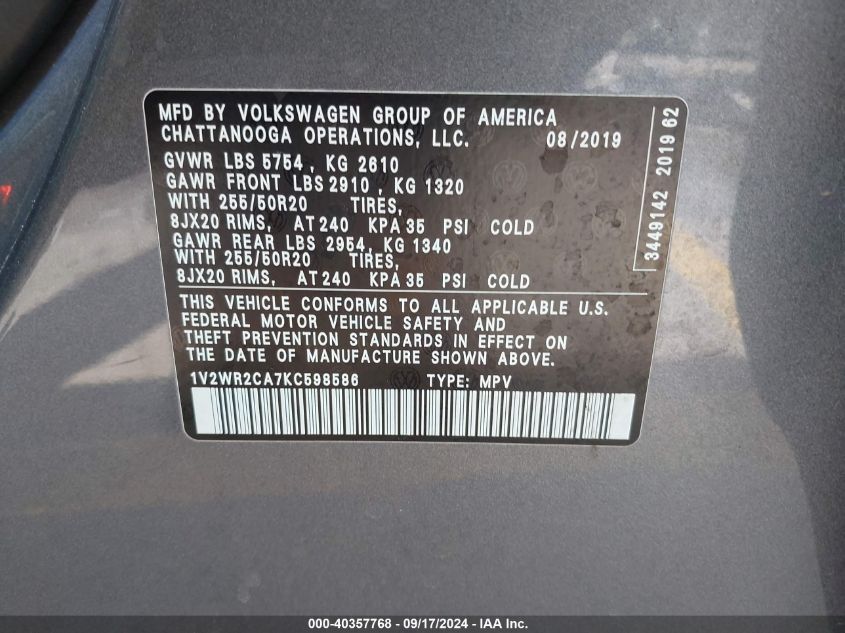 MFD BY VOLKSWAGEN GROUP OF AMERICA
CHATTANOOGA OPERATIONS, LLC. 08/2019
GVWR LBS 5754 , KG 2610
GAWR FRONT LBS 2910 , KG 1320
WITH 255/50R20 TIRES,
8JX20 RIMS, AT 240 KPA 35 PSI COLD
GAWR REAR LBS 2954, KG 1340
WITH 255/50R20 TIRES,
8JX20 RIMS, AT 240 KPA 35 PSI COLD
THIS VEHICLE CONFORMS TO ALL APPLICABLE U.S.
FEDERAL MOTOR VEHICLE SAFETY AND
THEFT PREVENTION STANDARDS IN EFFECT ON
THE DATE OF MANUFACTURE SHOWN ABOVE.
1V2WR2CA7KC598586 TYPE: MPV
3449142 2019 62
000-40357768 - 09/17/2024 - IAA Inc.